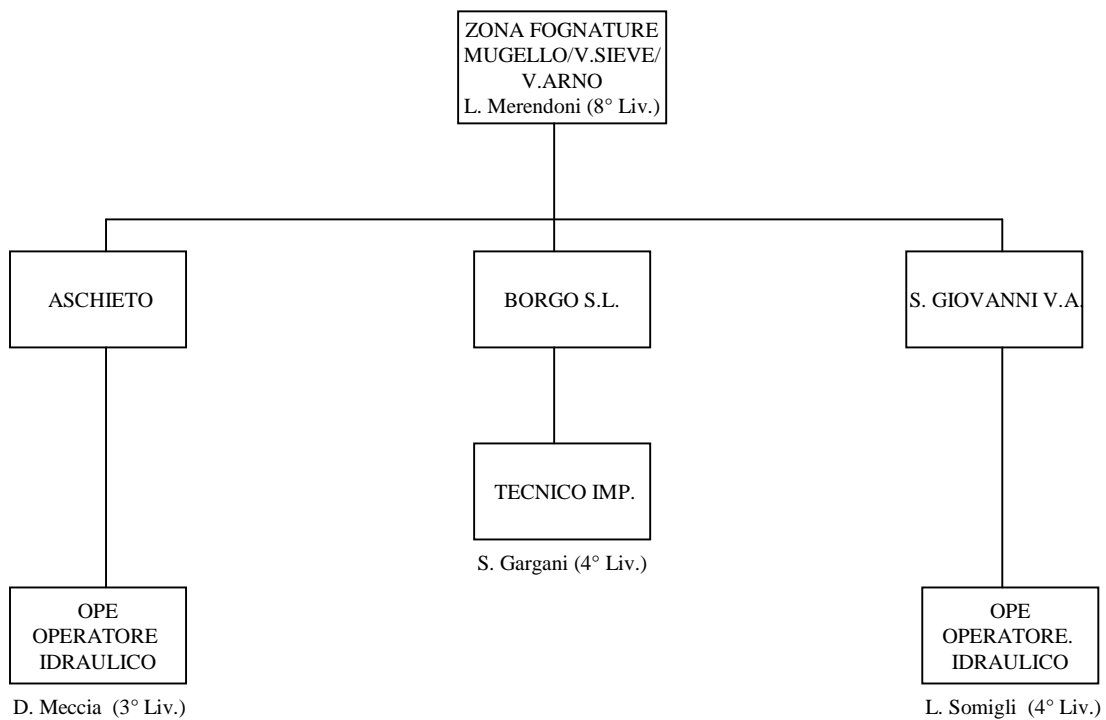 ZONA FOGNATURE
MUGELLO/V.SIEVE/
V.ARNO
L. Merendoni (8° Liv.)
ASCHIETO
BORGO S.L.
S. GIOVANNI V.A.
TECNICO IMP.
S. Gargani (4° Liv.)
OPE
OPERATORE
IDRAULICO
D. Meccia (3° Liv.)
OPE
OPERATORE.
IDRAULICO
L. Somigli (4° Liv.)